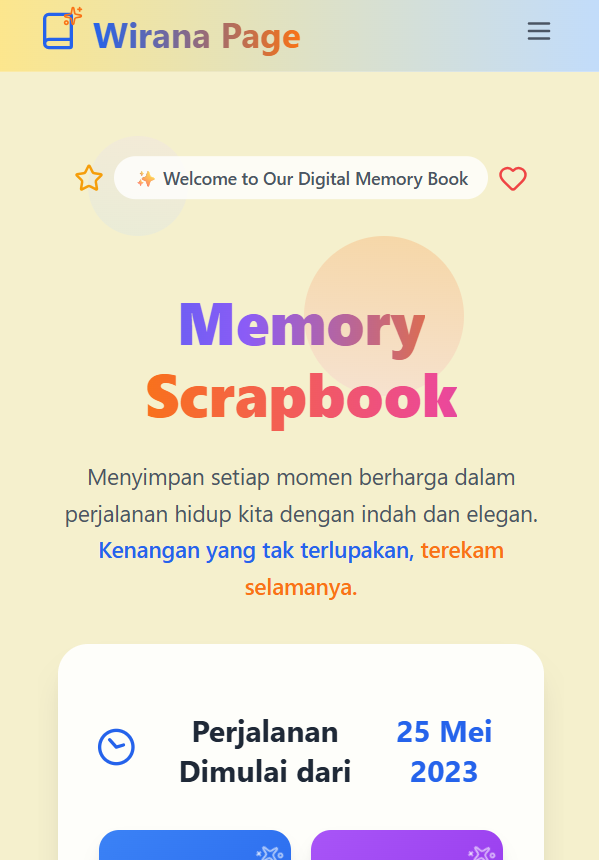 Wirana Page
✨ Welcome to Our Digital Memory Book
Memory
Scrapbook
Menyimpan setiap momen berharga dalam
perjalanan hidup kita dengan indah dan elegan.
Kenangan yang tak terlupakan, terekam
selamanya.
Perjalanan
Dimulai dari
25 Mei
2023